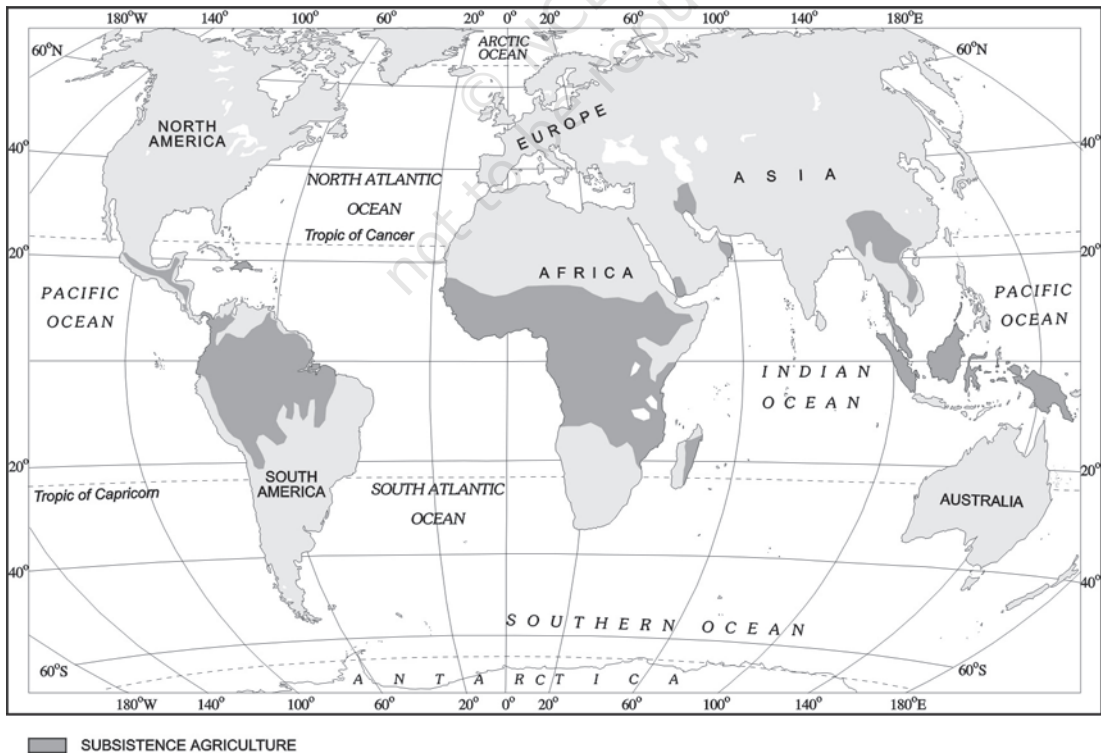 180°W 140° 100° 60° 20° 0° 20° 60° 100° 140° 180°E
60°N 60°N
ARCTIC
OCEAN
NORTH
AMERICA
EUROPE
40° 40°
ASIA
NORTH ATLANTIC
OCEAN
Tropic of Cancer
20° 20°
AFRICA
PACIFIC
OCEAN
PACIFIC
OCEAN
INDIAN
OCEAN
20° 20°
Tropic of Capricorn
SOUTH
AMERICA
SOUTH ATLANTIC
OCEAN
AUSTRALIA
40° 40°
SOUTHERN OCEAN
60°S 60°S
ANTARCTICA
180°W 140° 100° 60° 20° 0° 20° 60° 100° 140° 180°E
SUBSISTENCE AGRICULTURE
not to be